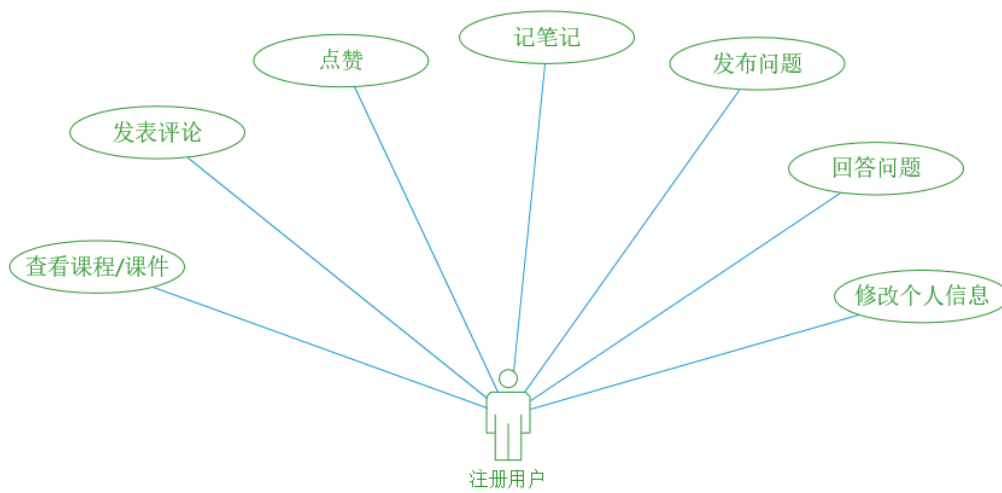 记笔记
点赞
发布问题
发表评论
回答问题
查看课程/课件
修改个人信息
注册用户